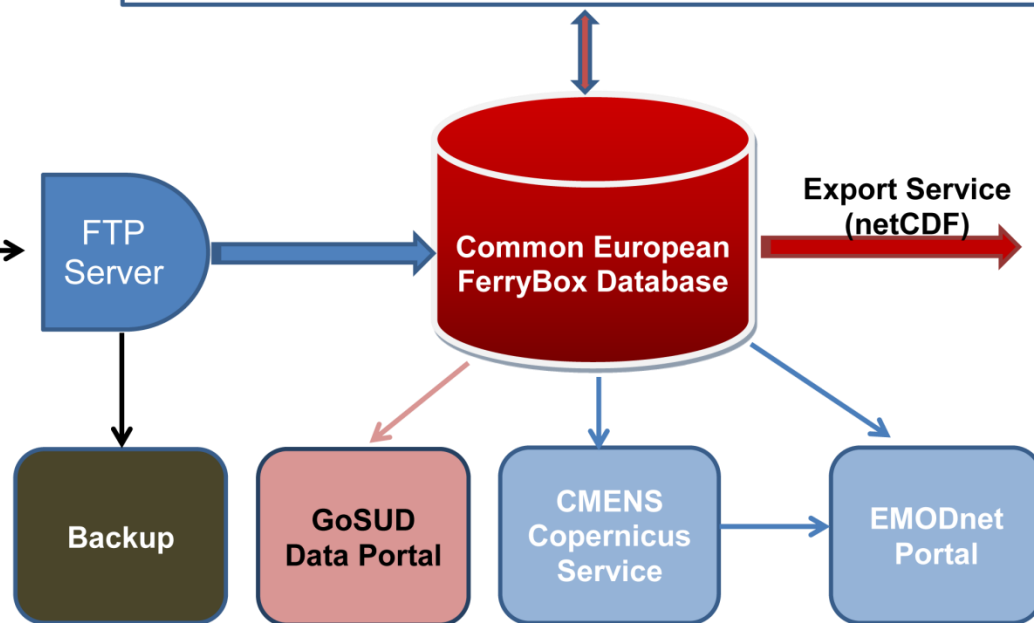 Export Service
(netCDF)
FTP
Server
Common European
FerryBox Database
Backup
GoSUD
Data Portal
CMENS
Copernicus
Service
EMODnet
Portal